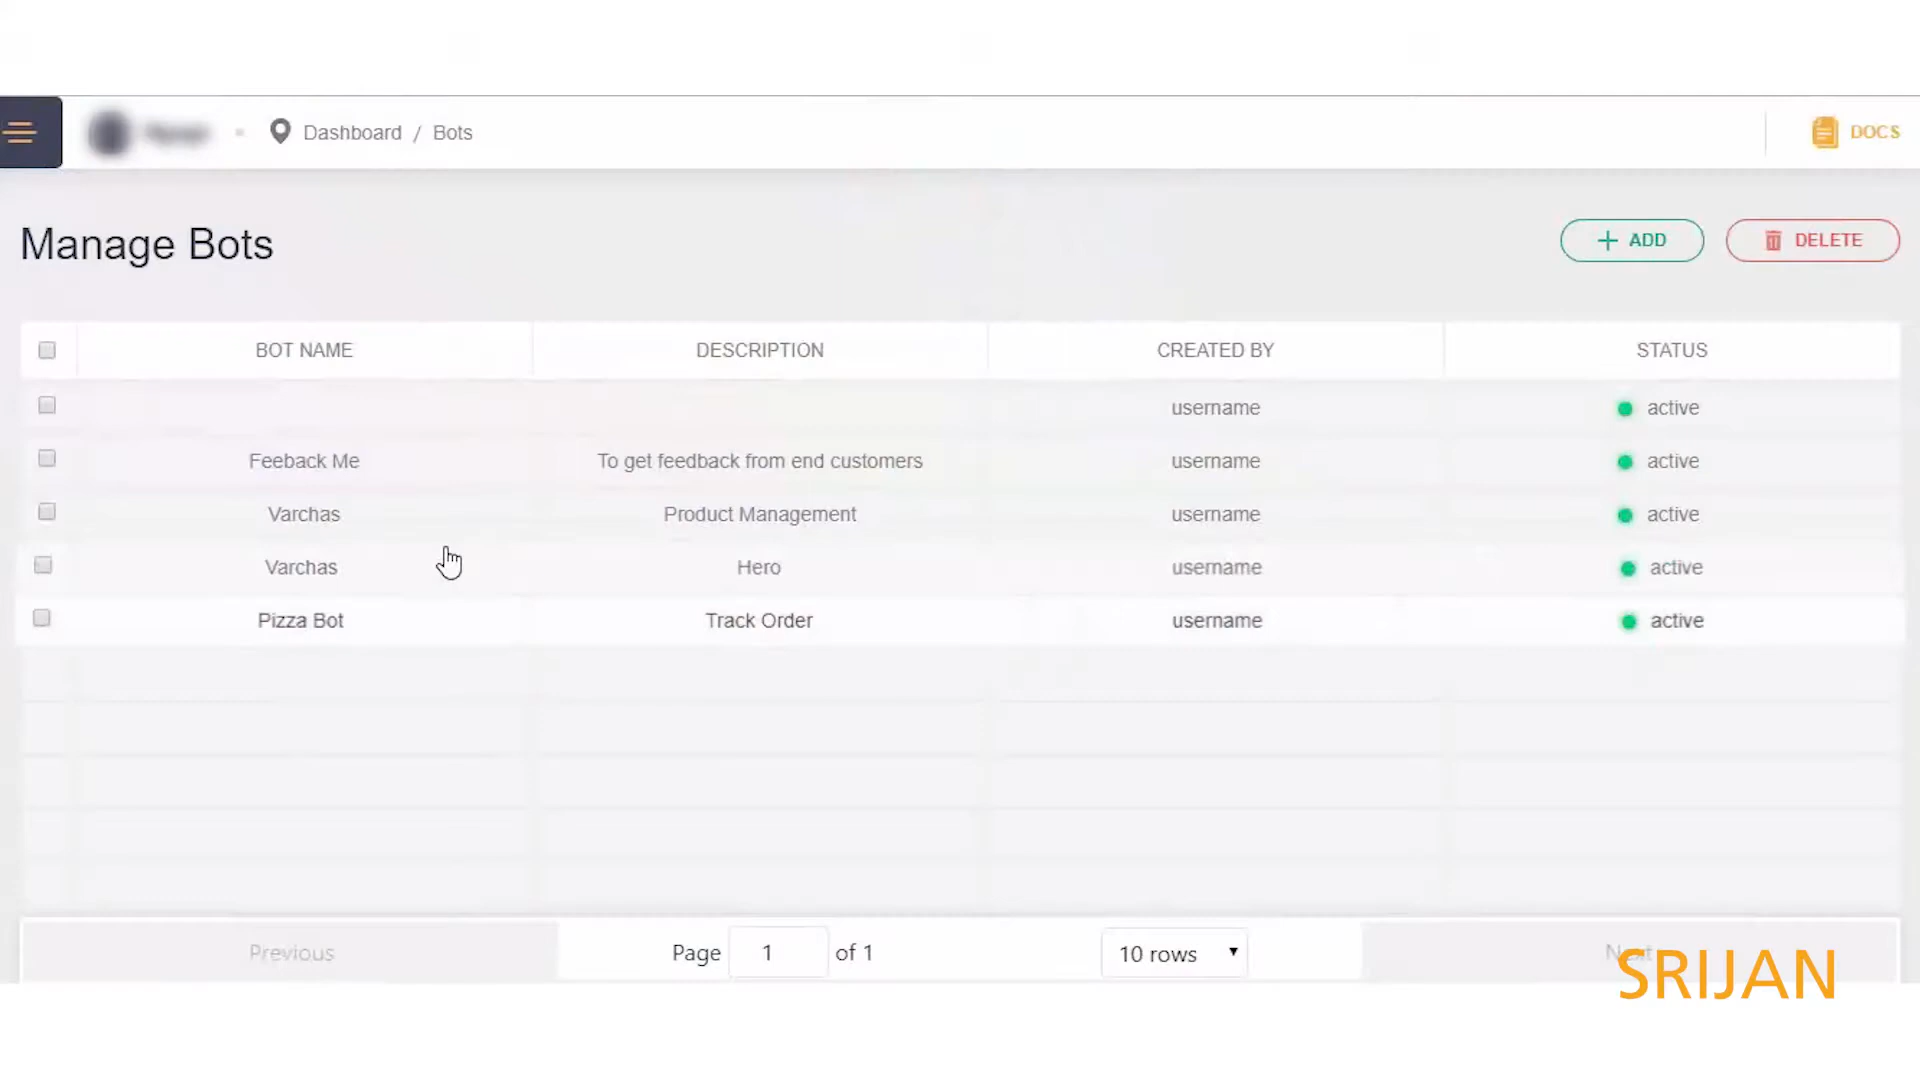 Dashboard / Bots
DOCS
Manage Bots
ADD
DELETE
BOT NAME DESCRIPTION CREATED BY STATUS
username active
Feeback Me To get feedback from end customers username active
Varchas Product Management username active
Varchas Hero username active
Pizza Bot Track Order username active
Previous Page 1 of 1 10 rows Next
SRIJAN